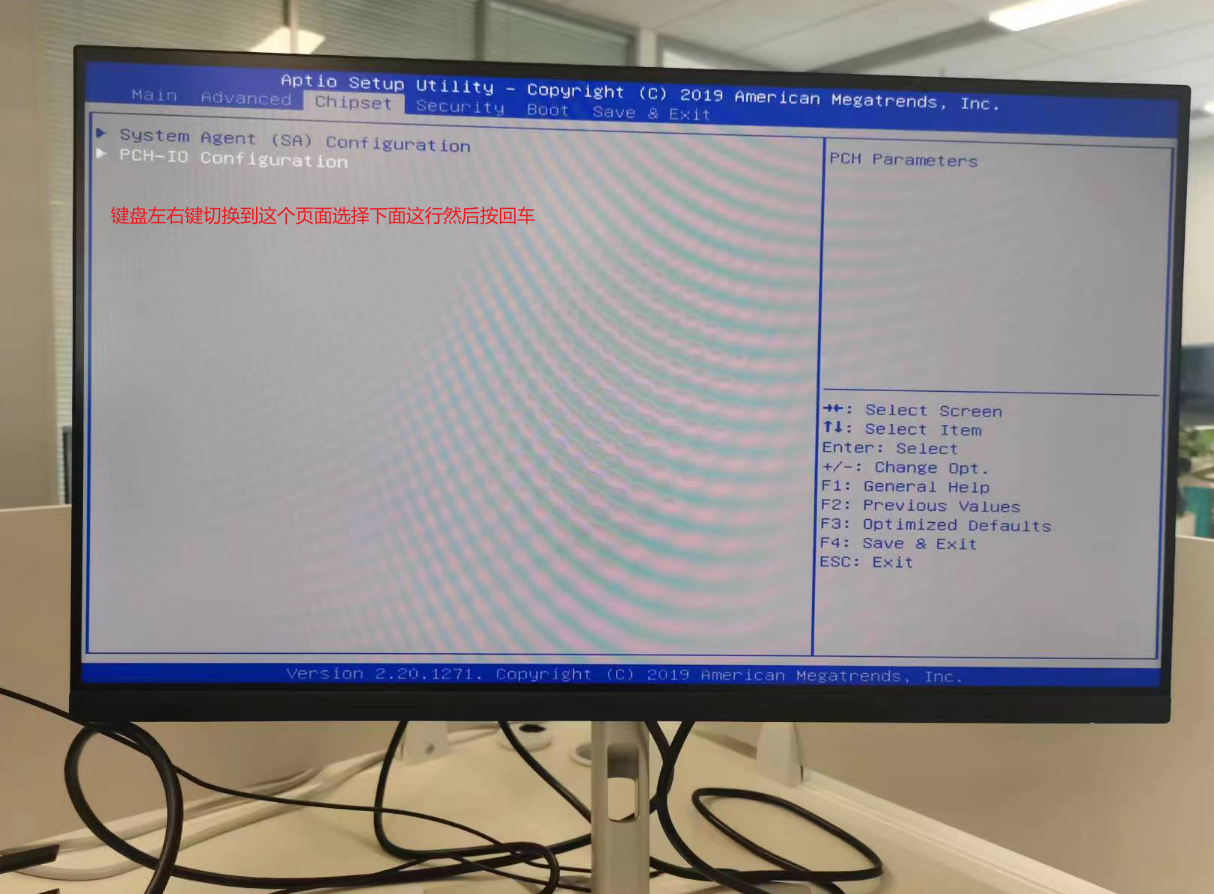 Aptio Setup Utility - Copyright (C) 2019 American Megatrends, Inc.
Main Advanced Chipset Security Boot Save & Exit
System Agent (SA) Configuration
PCH-IO Configuration
键盘左右键切换到这个页面选择下面这行然后按回车
PCH Parameters
→←: Select Screen
↑↓: Select Item
Enter: Select
+/-: Change Opt.
F1: General Help
F2: Previous Values
F3: Optimized Defaults
F4: Save & Exit
ESC: Exit
Version 2.20.1271. Copyright (C) 2019 American Megatrends, Inc.